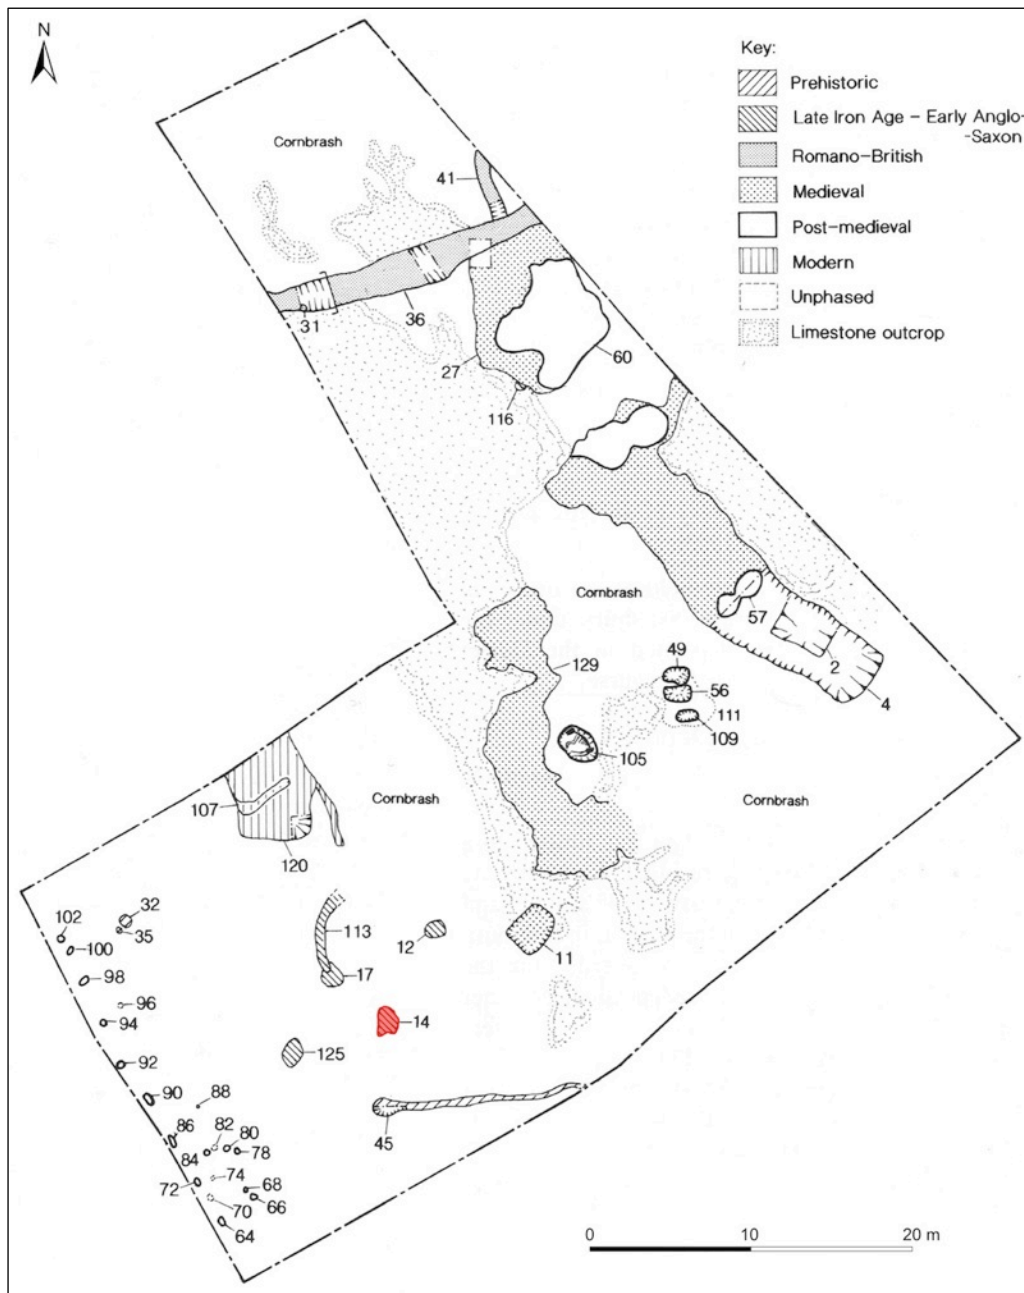 N
Key:
Prehistoric
Late Iron Age – Early Anglo-
-Saxon
Romano-British
Medieval
Post-medieval
Modern
Unphased
Limestone outcrop
Cornbrash
41
31
36
27
60
116
Cornbrash
57
2
4
49
129
56
111
109
105
107
Cornbrash
Cornbrash
120
32
102
35
113
100
12
11
17
98
96
94
14
125
92
90
88
86
82
80
84
78
45
74
68
72
70
66
64
0
10
20 m